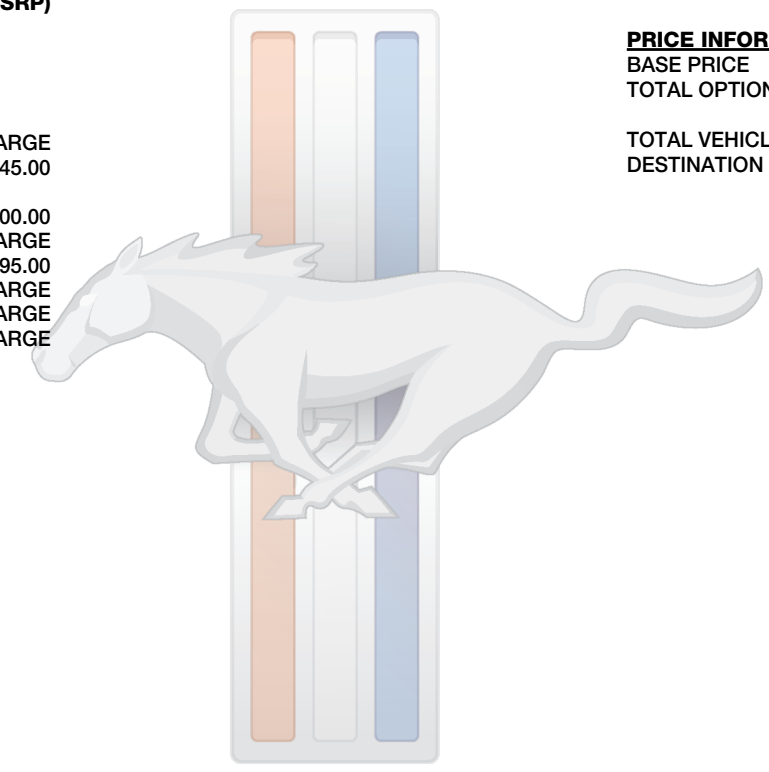 SRP)
ARGE
45.00
00.00
ARGE
95.00
ARGE
ARGE
ARGE
PRICE INFOR
BASE PRICE
TOTAL OPTION
TOTAL VEHICL
DESTINATION